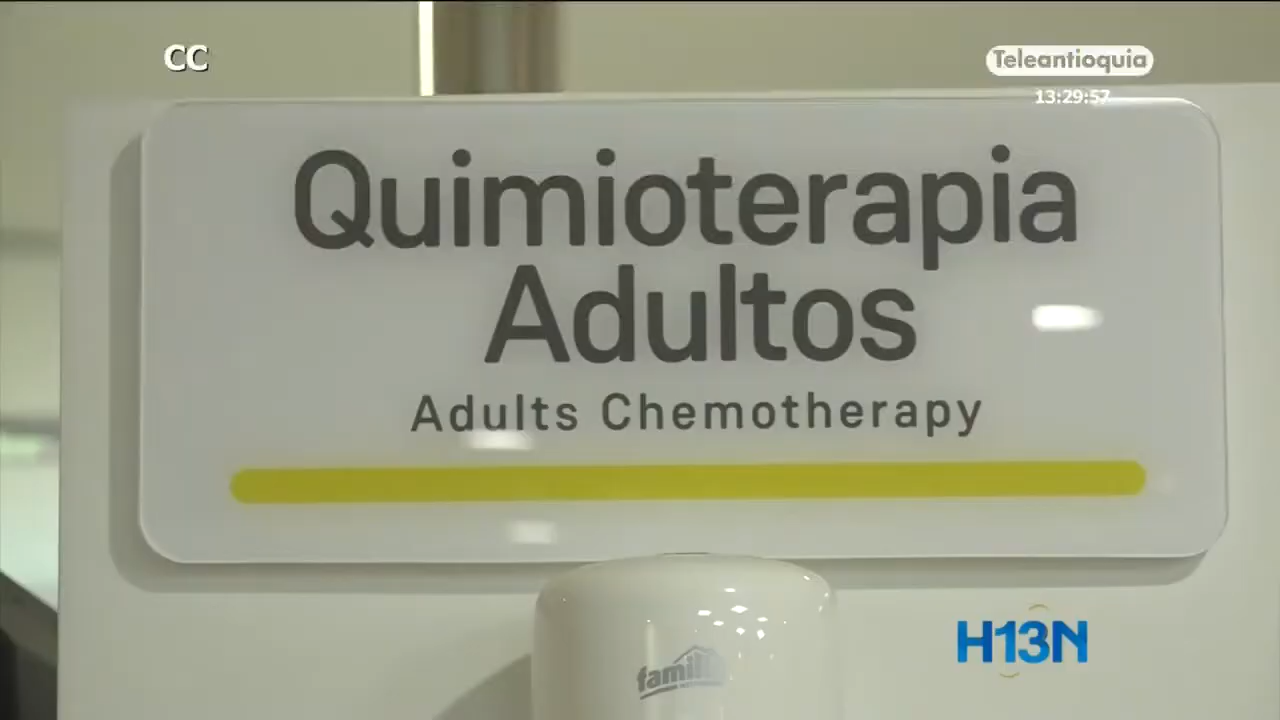 CC
Teleantioquia
13:29:57
Quimioterapia
Adultos
Adults Chemotherapy
H13N